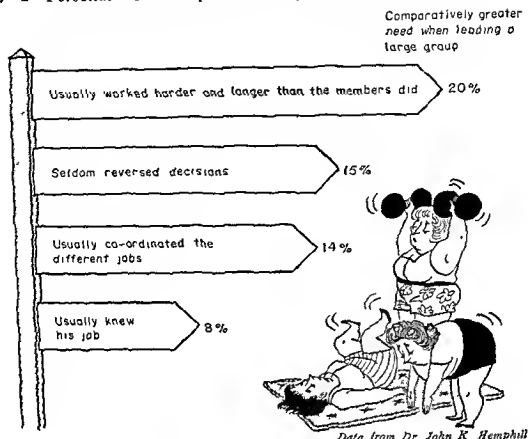 Comparatively greater
need when leading a
large group
Usually worked harder and longer than the members did
20%
Seldom reversed decisions
15%
Usually co-ordinated the
different jobs
14%
Usually knew
his job
8%
Data from Dr. John K. Hemphill